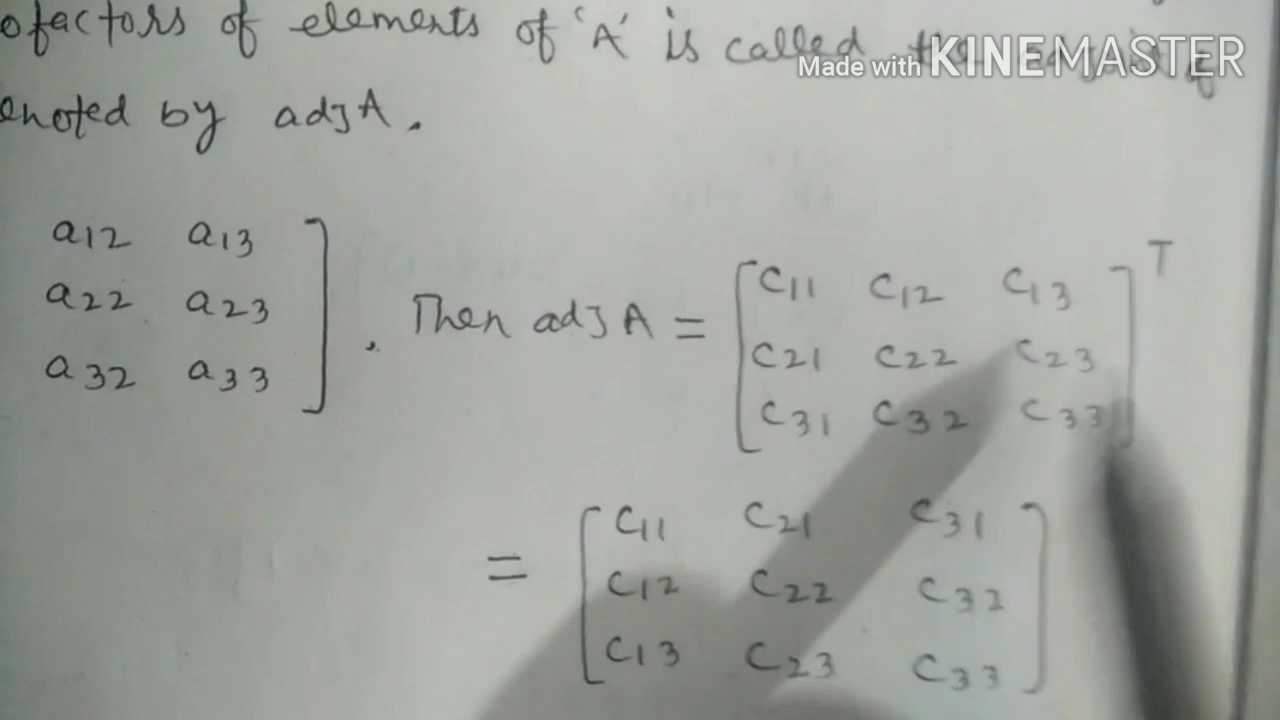 ofactors of elements of 'A' is called the
Made with KINEMASTER
enoted by adjA.
a12 a13
a22 a23
a32 a33
. Then adjA =
[C11 C12 C13
C21 C22 C23
C31 C32 C33]T
= [C11 C21 C31
C12 C22 C32
C13 C23 C33]